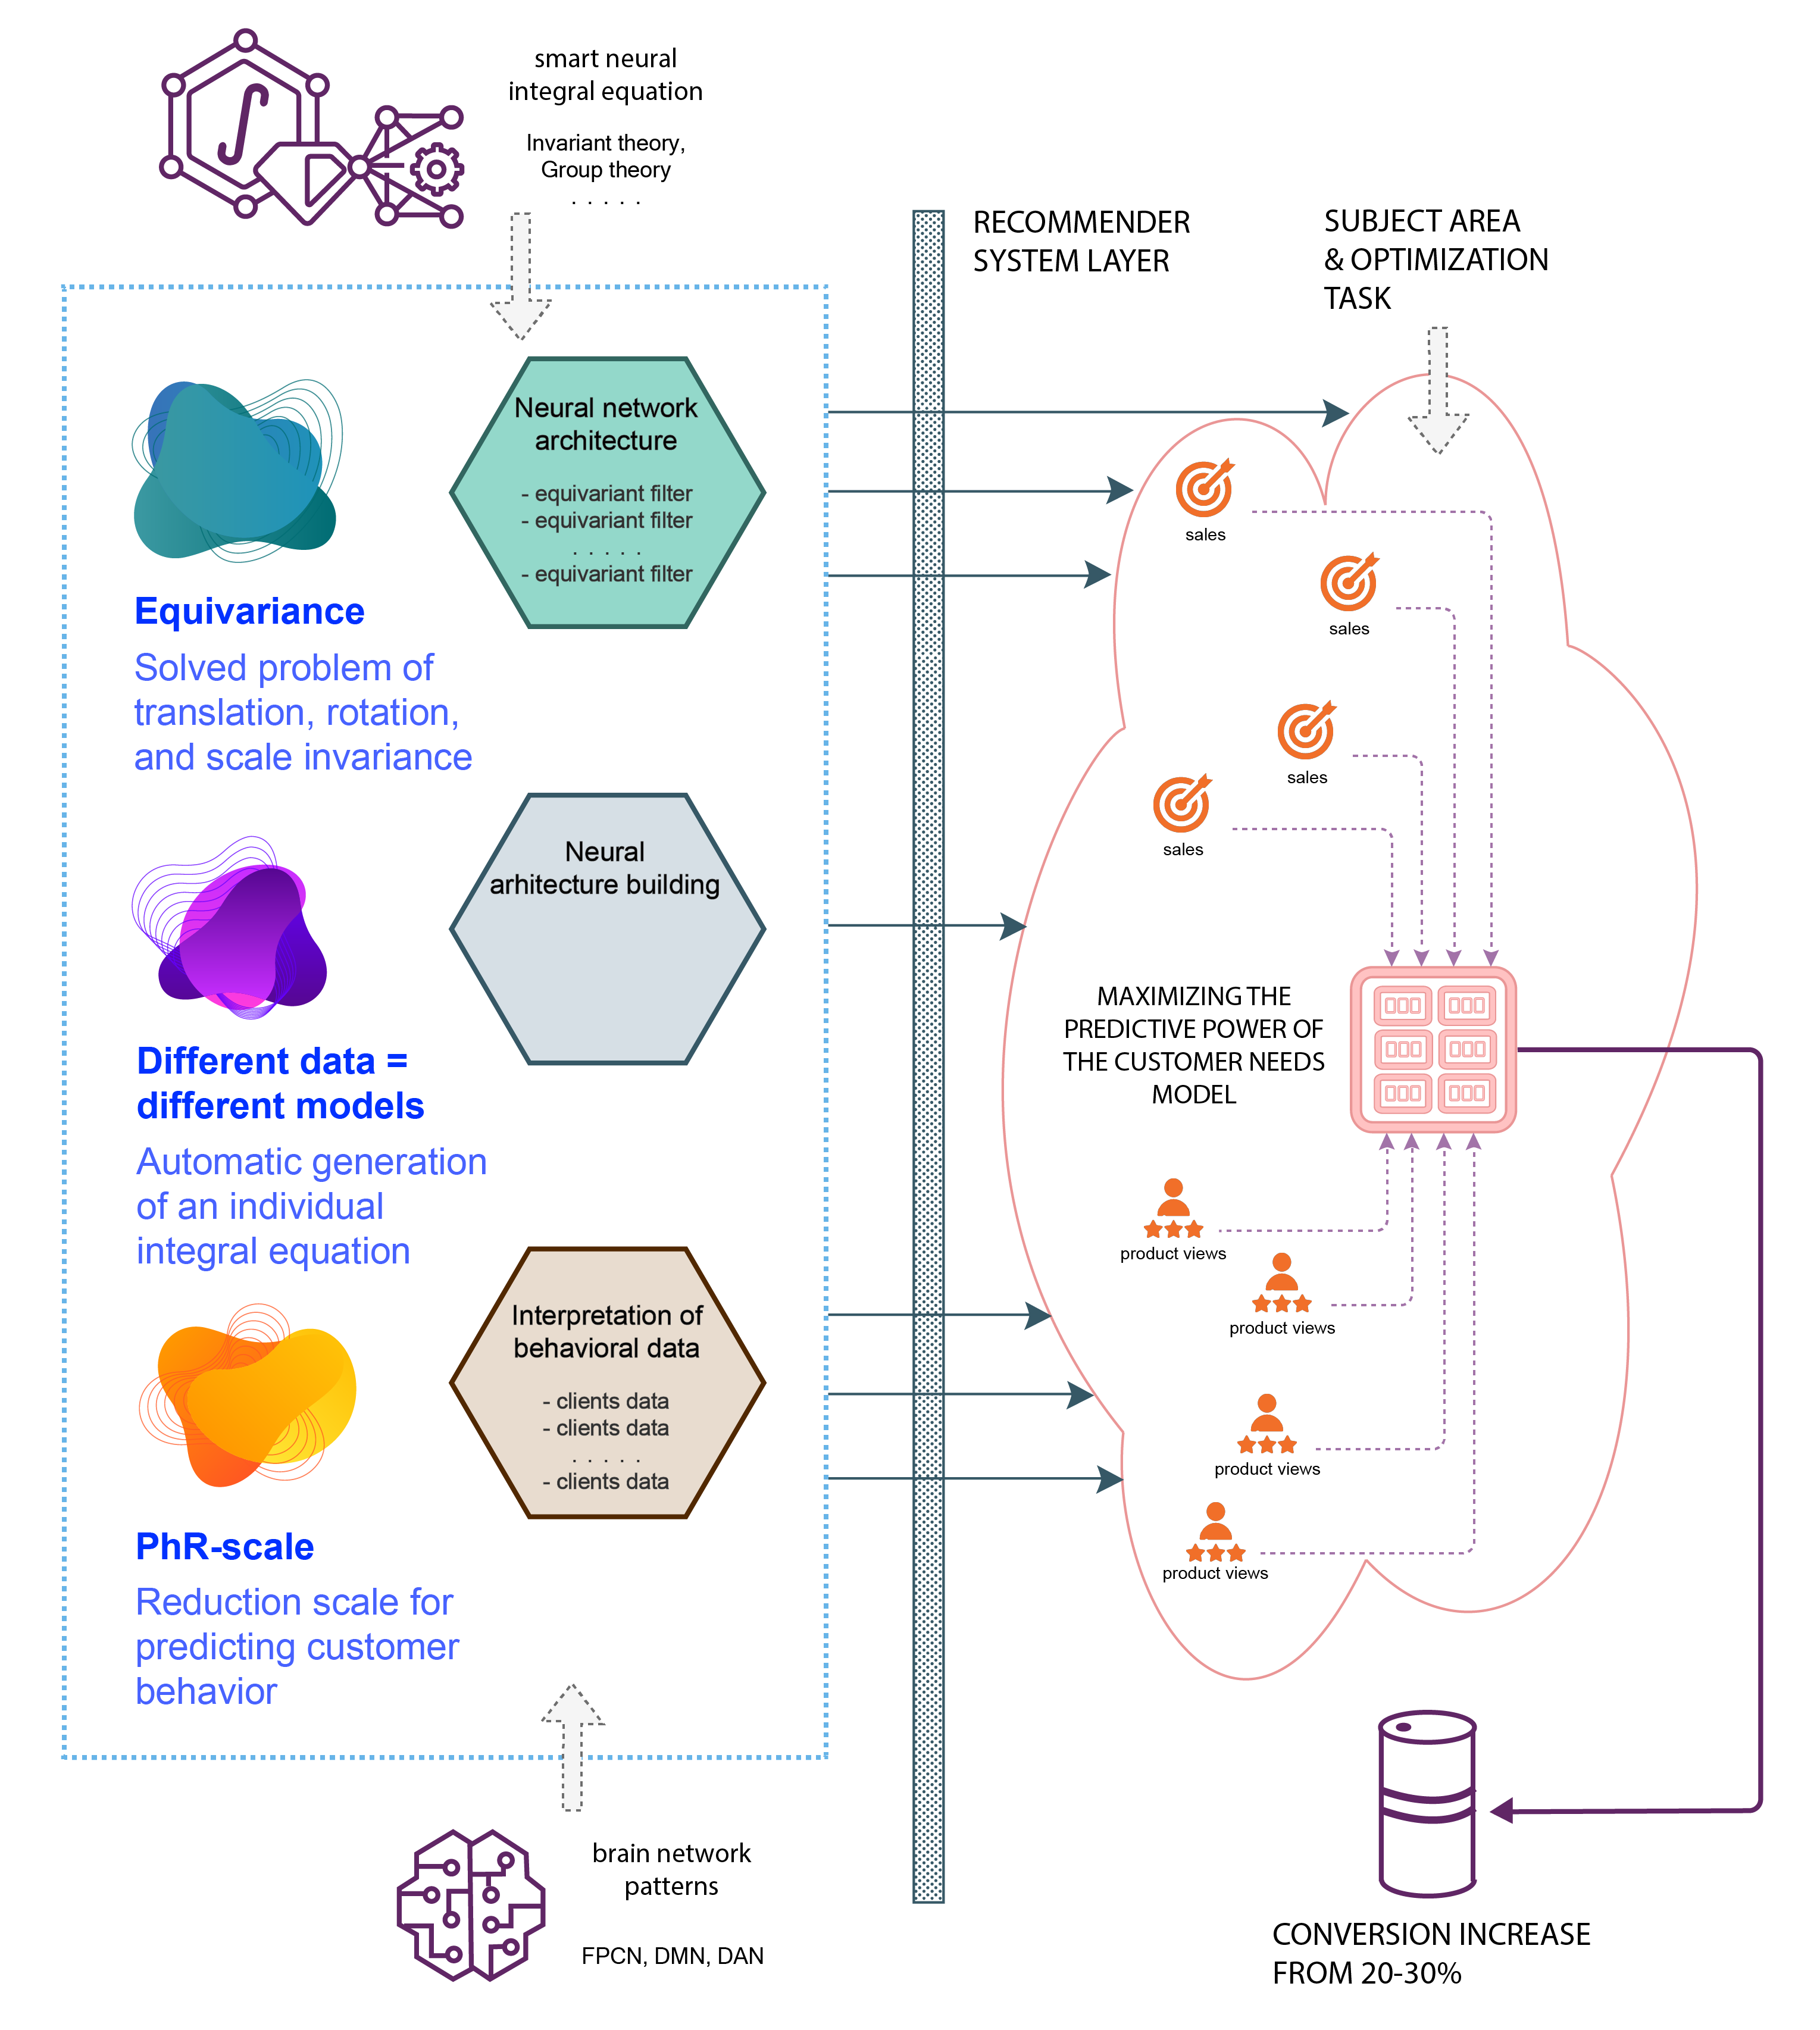 smart neural
integral equation
Invariant theory,
Group theory
. . . . .
RECOMMENDER
SYSTEM LAYER
SUBJECT AREA
& OPTIMIZATION
TASK
Neural network
architecture
- equivariant filter
- equivariant filter
. . . . .
- equivariant filter
Equivariance
Solved problem of
translation, rotation,
and scale invariance
Neural
arhitecture building
Different data =
different models
Automatic generation
of an individual
integral equation
Interpretation of
behavioral data
- clients data
- clients data
. . . . .
- clients data
PhR-scale
Reduction scale for
predicting customer
behavior
brain network
patterns
FPCN, DMN, DAN
sales
sales
sales
sales
MAXIMIZING THE
PREDICTIVE POWER OF
THE CUSTOMER NEEDS
MODEL
product views
product views
product views
product views
CONVERSION INCREASE
FROM 20-30%